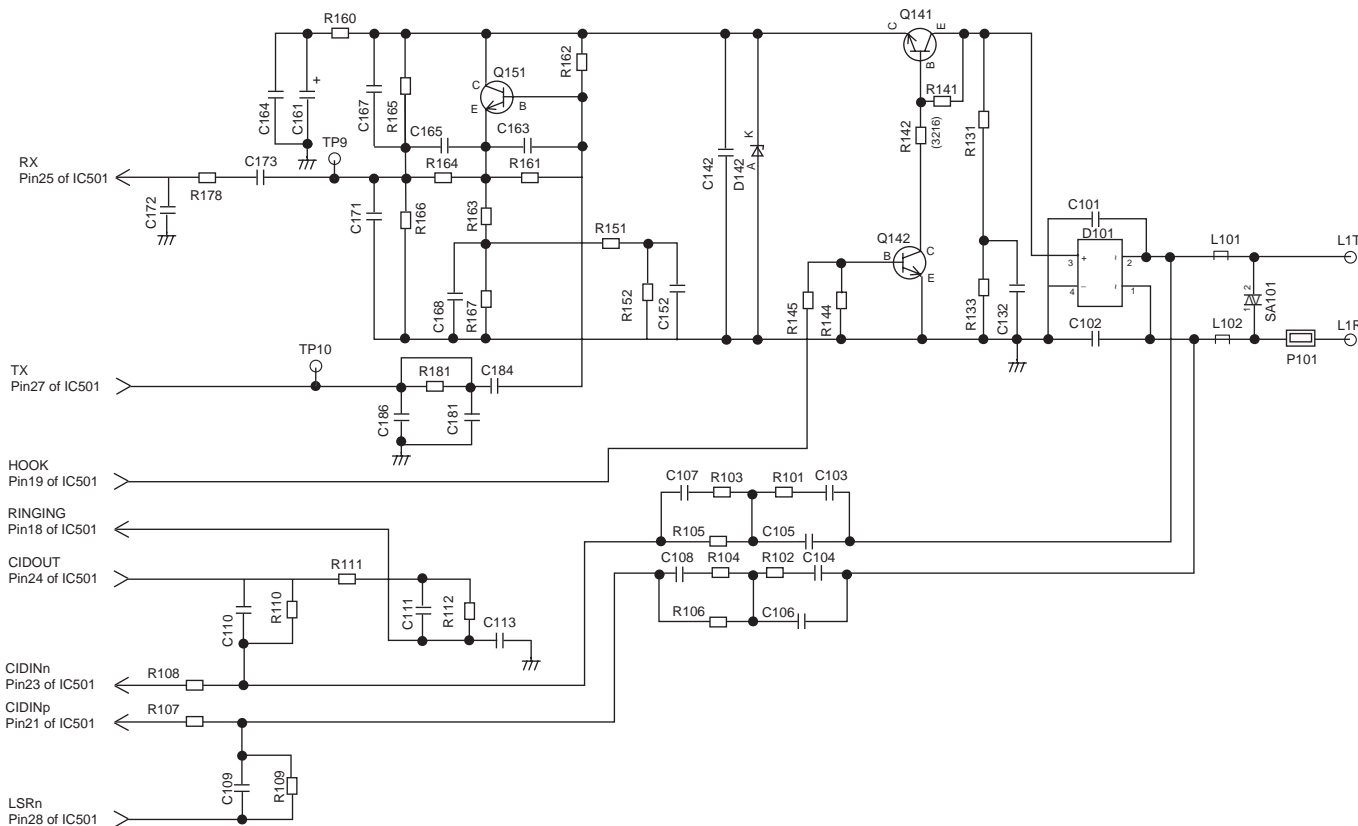 Q141
R160
C
E
B
R162
Q151
C
E
B
R141
R142
(3216)
C164
C161
+
C167
R165
C165
C163
R131
C142
D142
K
A
RX
Pin25 of IC501
C173
TP9
R164
R161
R178
C172
C171
R166
R163
C101
D101
3
+
~
2
4
–
~
1
L101
L1T
R151
Q142
B
C
E
C168
R167
R152
C152
R145
R144
R133
C132
C102
L102
1
2
SA101
L1R
P101
TP10
TX
Pin27 of IC501
R181
C184
C186
C181
HOOK
Pin19 of IC501
C107
R103
R101
C103
RINGING
Pin18 of IC501
R105
C105
CIDOUT
Pin24 of IC501
R111
C108
R104
R102
C104
C110
R110
C111
R112
C113
R106
C106
CIDINn
Pin23 of IC501
R108
CIDINp
Pin21 of IC501
R107
C109
R109
LSRn
Pin28 of IC501